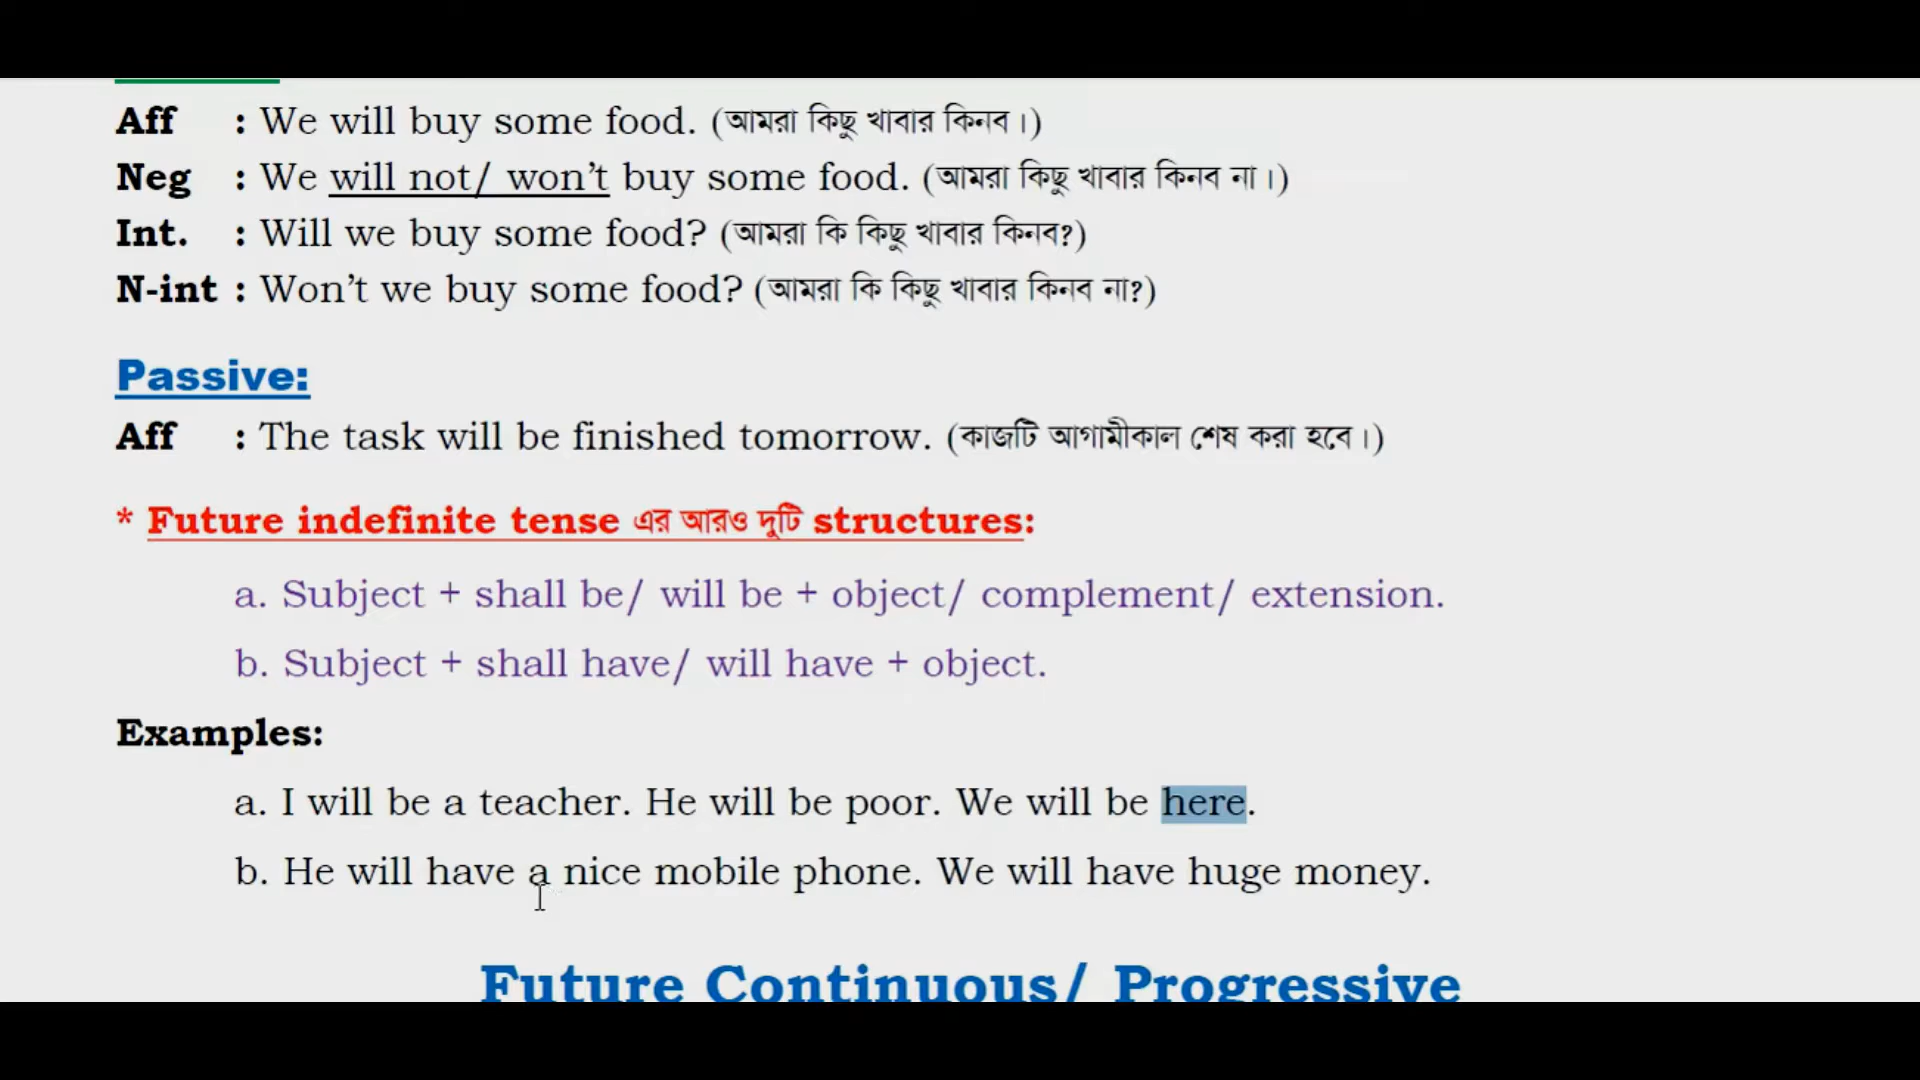 Aff : We will buy some food. (আমরা কিছু খাবার কিনব।)
Neg : We will not/ won’t buy some food. (আমরা কিছু খাবার কিনব না।)
Int. : Will we buy some food? (আমরা কি কিছু খাবার কিনব?)
N-int : Won’t we buy some food? (আমরা কি কিছু খাবার কিনব না?)
Passive:
Aff : The task will be finished tomorrow. (কাজটি আগামীকাল শেষ করা হবে।)
* Future indefinite tense এর আরও দুটি structures:
a. Subject + shall be/ will be + object/ complement/ extension.
b. Subject + shall have/ will have + object.
Examples:
a. I will be a teacher. He will be poor. We will be here.
b. He will have a nice mobile phone. We will have huge money.
Future Continuous/ Progressive